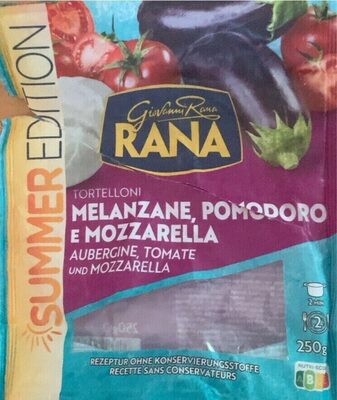 SUMMER EDITION
Giovanni Rana
RANA
TORTELLONI
MELANZANE, POMODORO
E MOZZARELLA
AUBERGINE, TOMATE
UND MOZZARELLA
2
250g
REZEPTUR OHNE KONSERVIERUNGSSTOFFE
RECETTE SANS CONSERVATEURS
NUTRI-SCORE
B